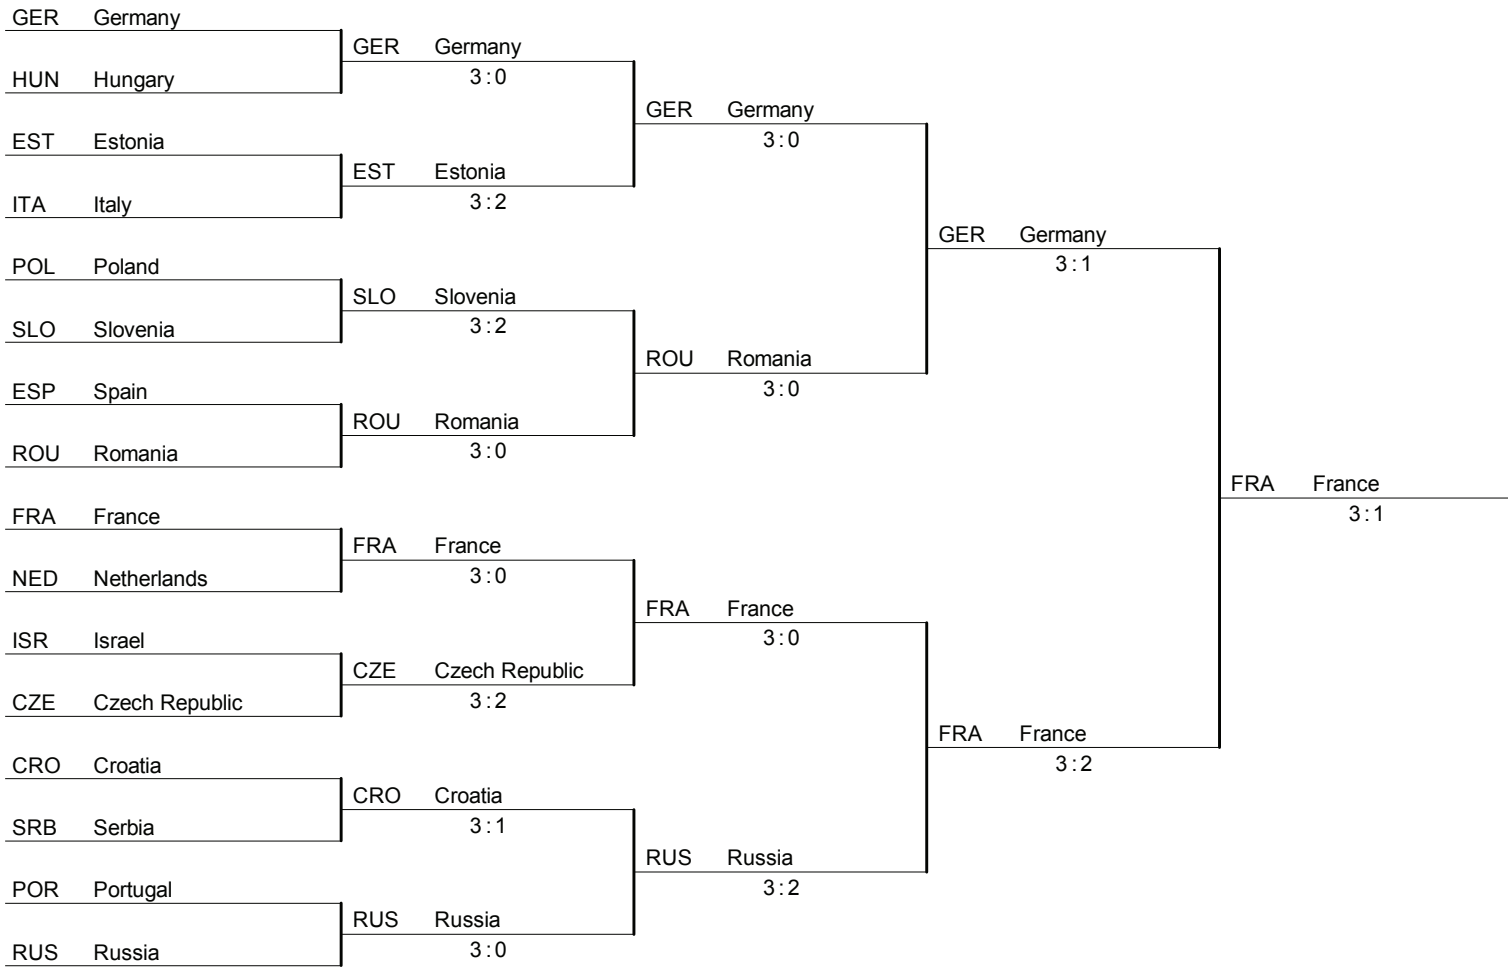 GER Germany
GER Germany
3:0
HUN Hungary
GER Germany
3:0
EST Estonia
EST Estonia
3:2
ITA Italy
GER Germany
3:1
POL Poland
SLO Slovenia
3:2
SLO Slovenia
ROU Romania
3:0
ESP Spain
ROU Romania
3:0
ROU Romania
FRA France
3:1
FRA France
FRA France
3:0
NED Netherlands
FRA France
3:0
ISR Israel
CZE Czech Republic
3:2
CZE Czech Republic
FRA France
3:2
CRO Croatia
CRO Croatia
3:1
SRB Serbia
RUS Russia
3:2
POR Portugal
RUS Russia
3:0
RUS Russia